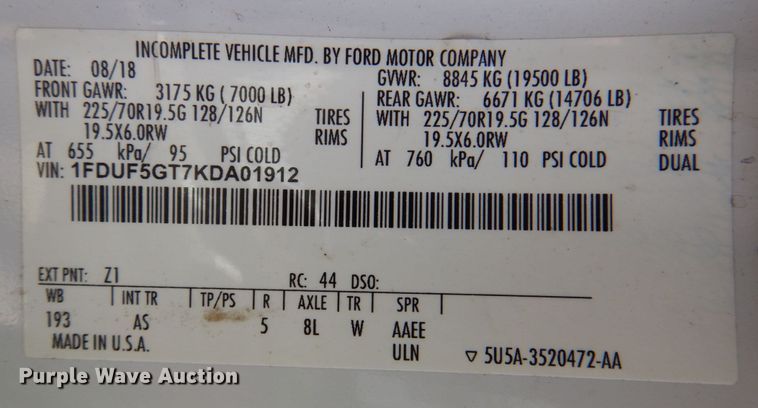 INCOMPLETE VEHICLE MFD. BY FORD MOTOR COMPANY
DATE: 08/18 GVWR: 8845 KG (19500 LB)
FRONT GAWR: 3175 KG ( 7000 LB) REAR GAWR: 6671 KG (14706 LB)
WITH 225/70R19.5G 128/126N TIRES WITH 225/70R19.5G 128/126N TIRES
19.5X6.0RW RIMS 19.5X6.0RW RIMS
AT 655 kPa/ 95 PSI COLD AT 760 kPa/ 110 PSI COLD DUAL
VIN: 1FDUF5GT7KDA01912
EXT PNT: Z1 RC: 44 DSO:
WB INT TR TP/PS R AXLE TR SPR
193 AS 5 8L W AAEE
MADE IN U.S.A. ULN ▽ 5U5A-3520472-AA
Purple Wave Auction